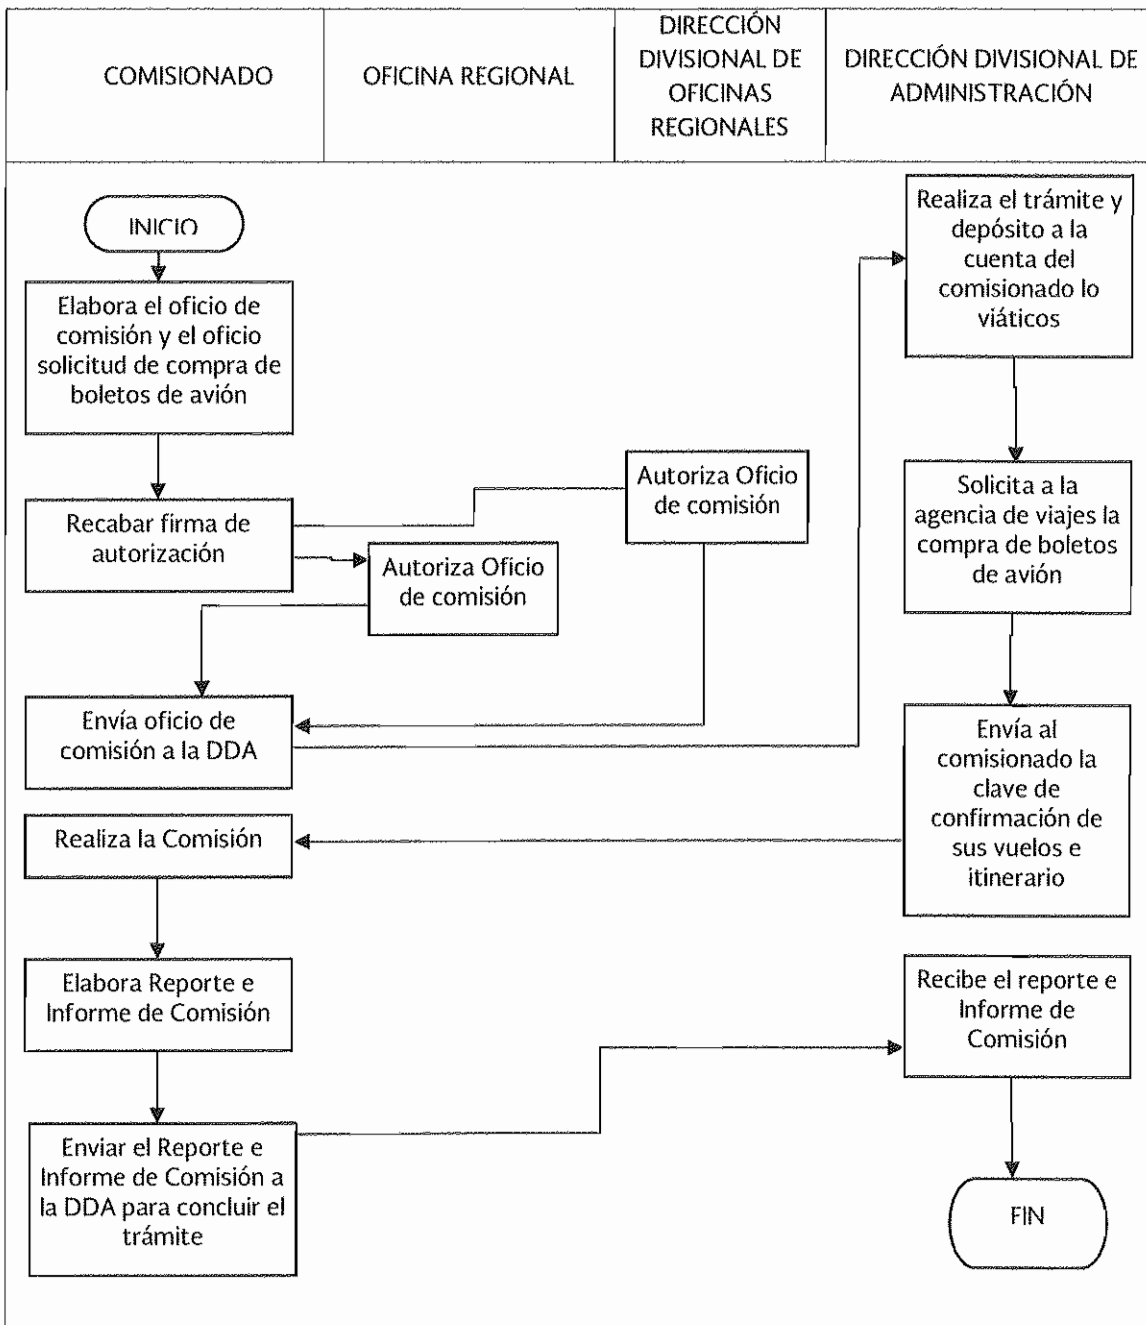 COMISIONADO
OFICINA REGIONAL
DIRECCIÓN
DIVISIONAL DE
OFICINAS
REGIONALES
DIRECCIÓN DIVISIONAL DE
ADMINISTRACIÓN
INICIO
Elabora el oficio de
comisión y el oficio
solicitud de compra de
boletos de avión
Recabar firma de
autorización
Autoriza Oficio
de comisión
Autoriza Oficio
de comisión
Envía oficio de
comisión a la DDA
Realiza el trámite y
depósito a la
cuenta del
comisionado lo
viáticos
Solicita a la
agencia de viajes la
compra de boletos
de avión
Envía al
comisionado la
clave de
confirmación de
sus vuelos e
itinerario
Realiza la Comisión
Elabora Reporte e
Informe de Comisión
Enviar el Reporte e
Informe de Comisión a
la DDA para concluir el
trámite
Recibe el reporte e
Informe de
Comisión
FIN